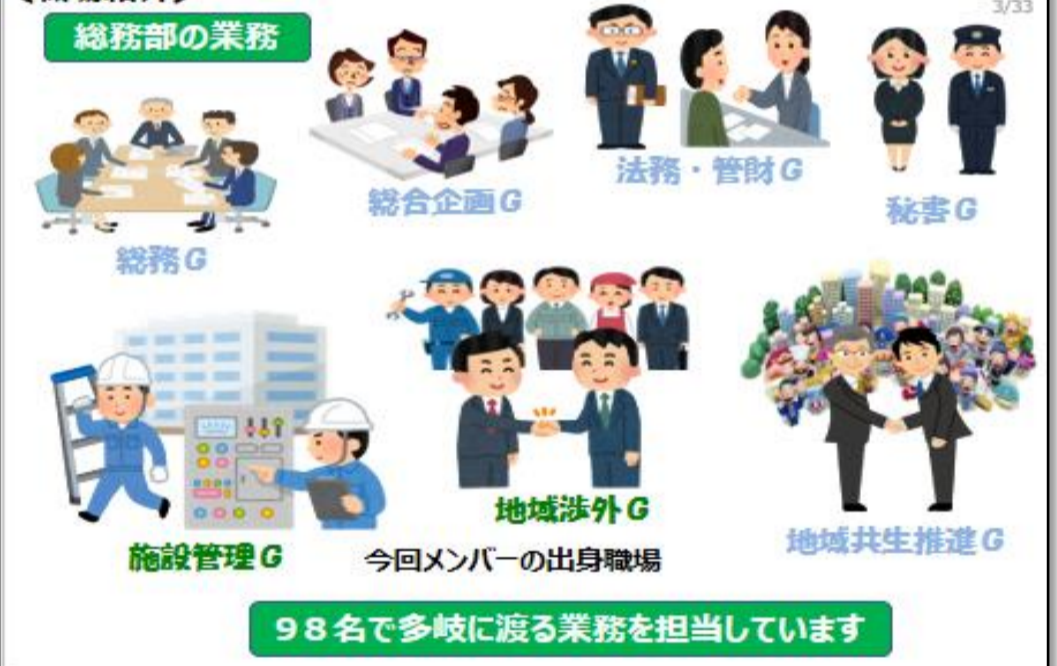 3/33
総務部の業務
総務G
総合企画G
法務・管財G
秘書G
施設管理G
地域渉外G
今回メンバーの出身職場
地域共生推進G
98名で多岐に渡る業務を担当しています